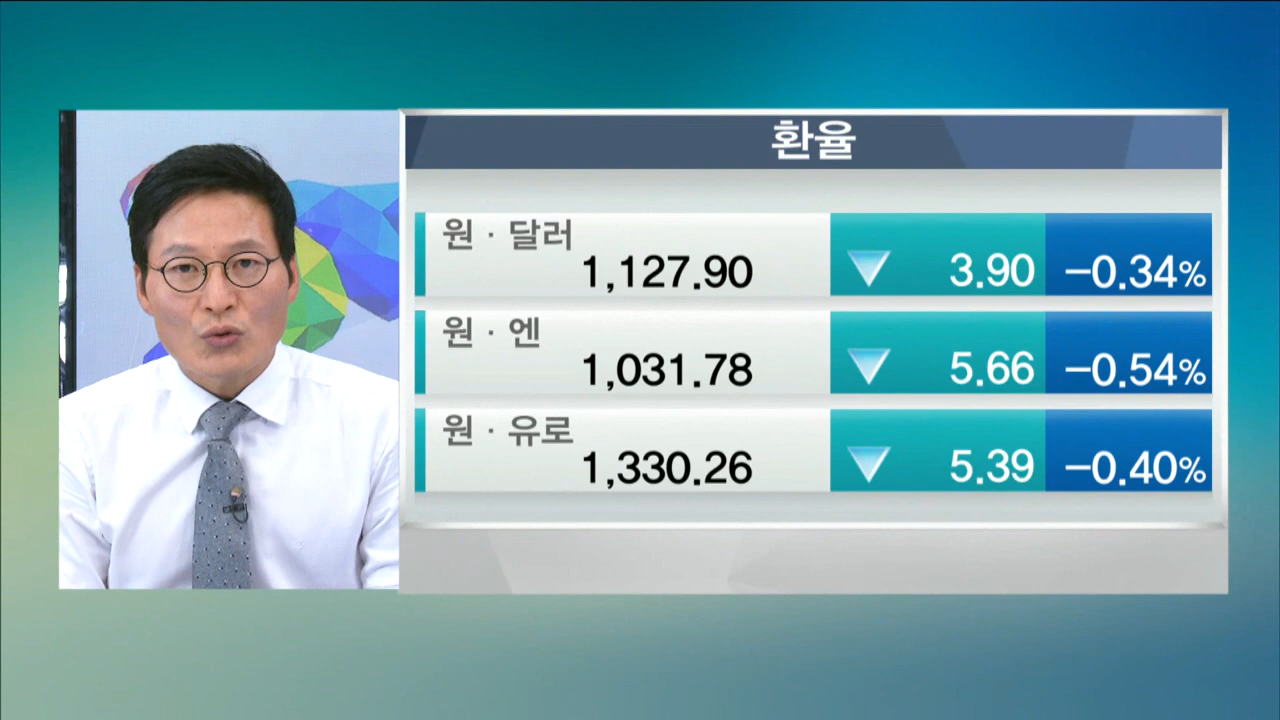 환율
원 · 달러
1,127.90 3.90 -0.34%
원 · 엔
1,031.78 5.66 -0.54%
원 · 유로
1,330.26 5.39 -0.40%